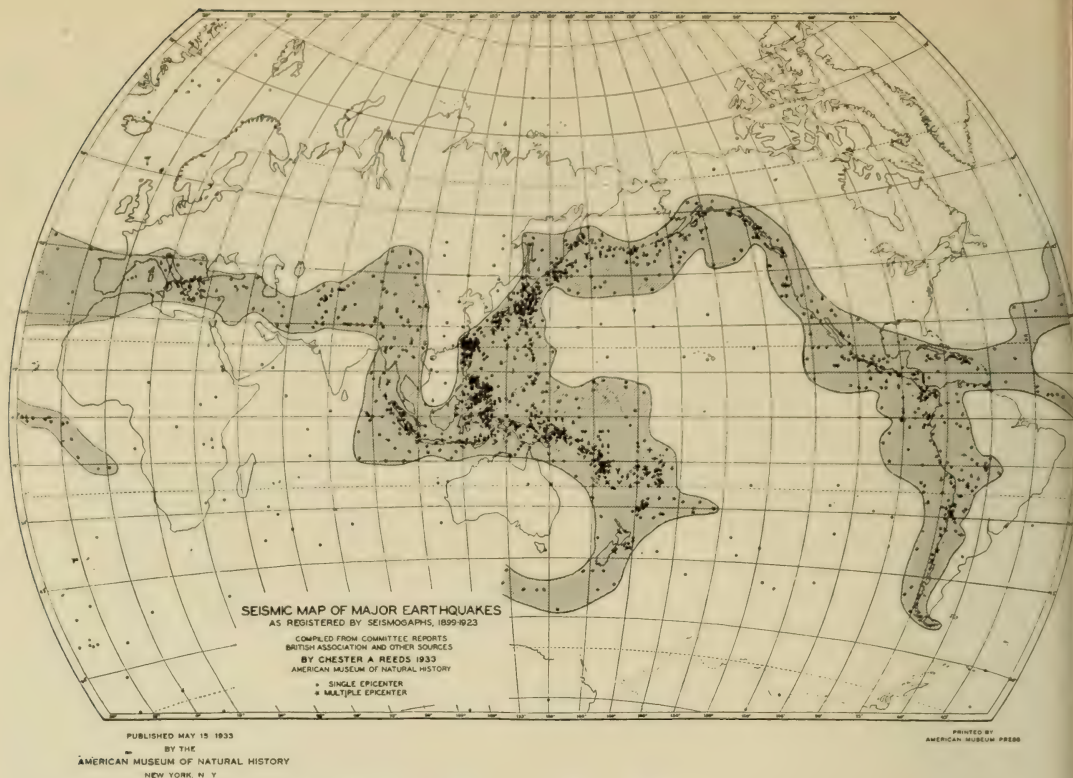 SEISMIC MAP OF MAJOR EARTHQUAKES
AS REGISTERED BY SEISMOGAPHS, 1899-1923
COMPILED FROM COMMITTEE REPORTS
BRITISH ASSOCIATION AND OTHER SOURCES
BY CHESTER A REEDS 1933
AMERICAN MUSEUM OF NATURAL HISTORY
SINGLE EPICENTER
MULTIPLE EPICENTER
PUBLISHED MAY 15 1933
BY THE
AMERICAN MUSEUM OF NATURAL HISTORY
NEW YORK, N Y
PRINTED BY
AMERICAN MUSEUM PRESS